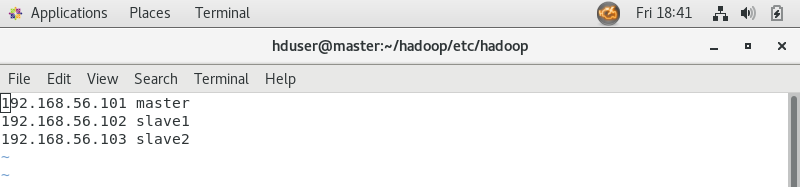 Applications Places Terminal Fri 18:41
hduser@master:~/hadoop/etc/hadoop
File Edit View Search Terminal Help
192.168.56.101 master
192.168.56.102 slave1
192.168.56.103 slave2
~
~